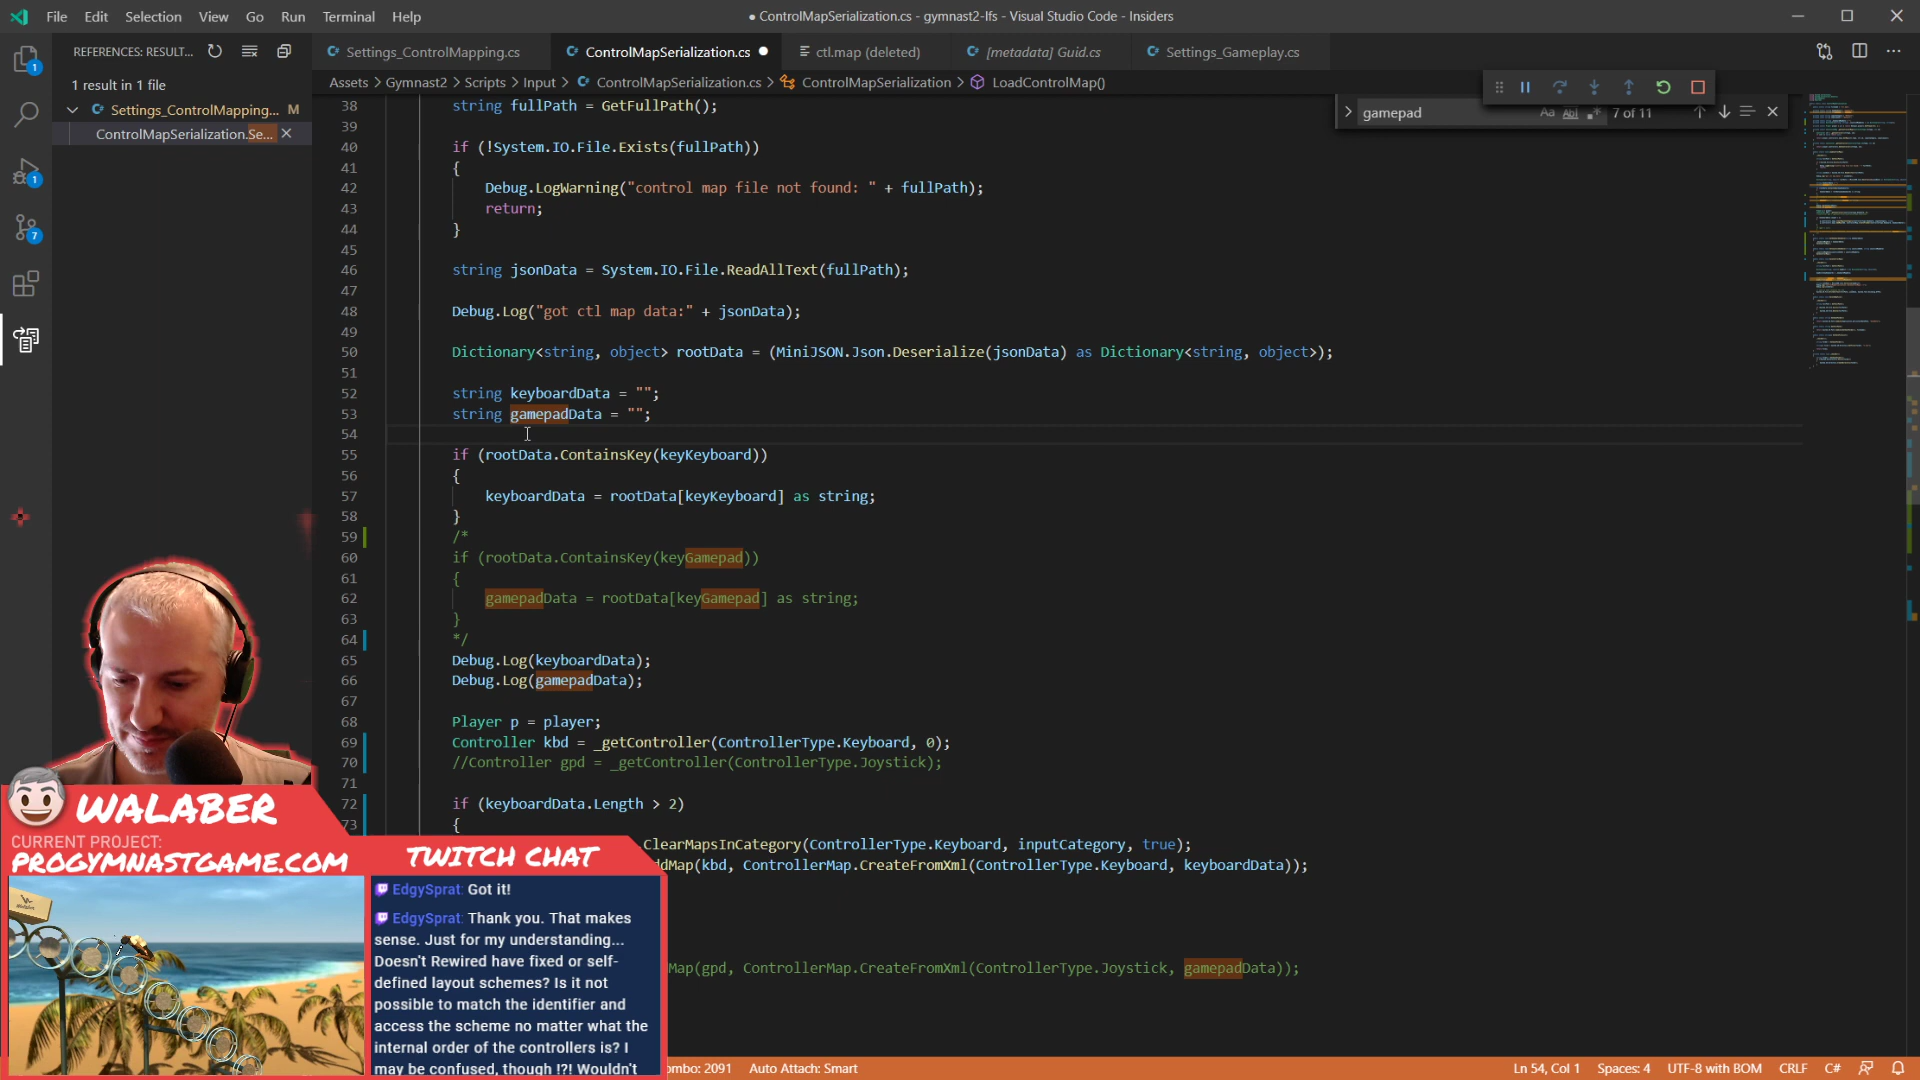 File Edit Selection View Go Run Terminal Help
● ControlMapSerialization.cs - gymnast2-lfs - Visual Studio Code - Insiders
REFERENCES: RESULT...
Settings_ControlMapping.cs
ControlMapSerialization.cs
ctl.map (deleted)
[metadata] Guid.cs
Settings_Gameplay.cs
1 result in 1 file
Settings_ControlMapping... M
ControlMapSerialization.Se...
1
1
7
Assets > Gymnast2 > Scripts > Input > ControlMapSerialization.cs > ControlMapSerialization > LoadControlMap()
gamepad
7 of 11
38 string fullPath = GetFullPath();
39
40 if (!System.IO.File.Exists(fullPath))
41 {
42 Debug.LogWarning("control map file not found: " + fullPath);
43 return;
44 }
45
46 string jsonData = System.IO.File.ReadAllText(fullPath);
47
48 Debug.Log("got ctl map data:" + jsonData);
49
50 Dictionary<string, object> rootData = (MiniJSON.Json.Deserialize(jsonData) as Dictionary<string, object>);
51
52 string keyboardData = "";
53 string gamepadData = "";
54
55 if (rootData.ContainsKey(keyKeyboard))
56 {
57 keyboardData = rootData[keyKeyboard] as string;
58 }
59 /*
60 if (rootData.ContainsKey(keyGamepad))
61 {
62 gamepadData = rootData[keyGamepad] as string;
63 }
64 */
65 Debug.Log(keyboardData);
66 Debug.Log(gamepadData);
67
68 Player p = player;
69 Controller kbd = _getController(ControllerType.Keyboard, 0);
70 //Controller gpd = _getController(ControllerType.Joystick);
71
72 if (keyboardData.Length > 2)
73 {
ClearMapsInCategory(ControllerType.Keyboard, inputCategory, true);
ddMap(kbd, ControllerMap.CreateFromXml(ControllerType.Keyboard, keyboardData));
Map(gpd, ControllerMap.CreateFromXml(ControllerType.Joystick, gamepadData));
WALABER
CURRENT PROJECT:
PROGYMNASTGAME.COM
TWITCH CHAT
EdgySprat: Got it!
EdgySprat: Thank you. That makes
sense. Just for my understanding...
Doesn't Rewired have fixed or self-
defined layout schemes? Is it not
possible to match the identifier and
access the scheme no matter what the
internal order of the controllers is? I
may be confused, though !?! Wouldn't
ombo: 2091 Auto Attach: Smart
Ln 54, Col 1 Spaces: 4 UTF-8 with BOM CRLF C#